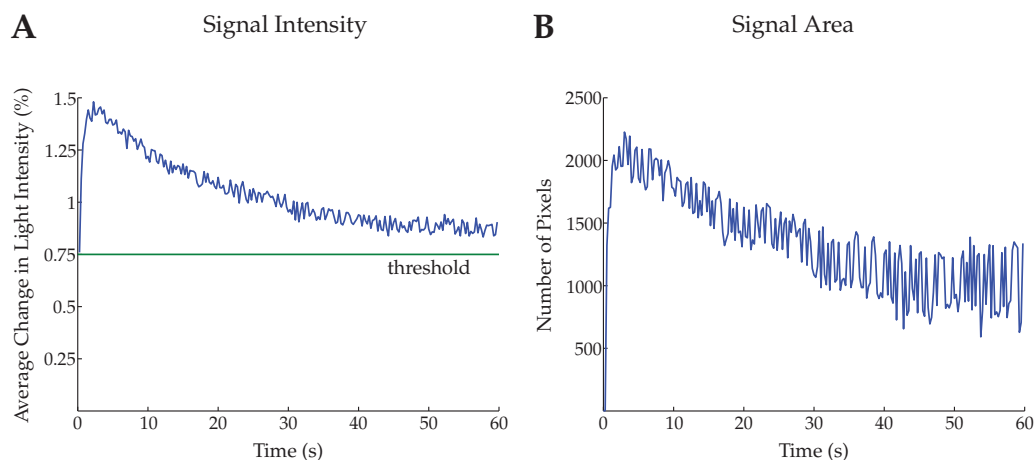 A
Signal Intensity
Average Change in Light Intensity (%)
1.5
1.25
1
0.75
0.5
0.25
threshold
0
10
20
30
40
50
60
Time (s)
B
Signal Area
Number of Pixels
2500
2000
1500
1000
500
0
10
20
30
40
50
60
Time (s)